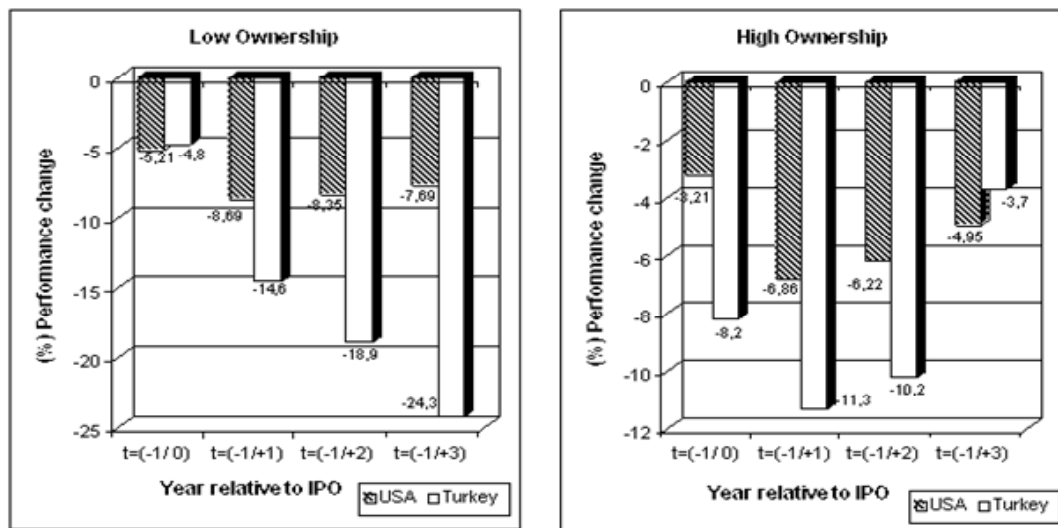 Low Ownership
(%) Performance change
0
-5
-10
-15
-20
-25
-5,21
-4,8
-8,69
-14,6
-8,35
-18,9
-7,69
-24,3
t=(-1/ 0) t=(-1/+1) t=(-1/+2) t=(-1/+3)
Year relative to IPO
USA Turkey
High Ownership
(%) Performance change
0
-2
-4
-6
-8
-10
-12
-3,21
-8,2
-6,86
-11,3
-6,22
-10,2
-4,95
-3,7
t=(-1/ 0) t=(-1/+1) t=(-1/+2) t=(-1/+3)
Year relative to IPO
USA Turkey